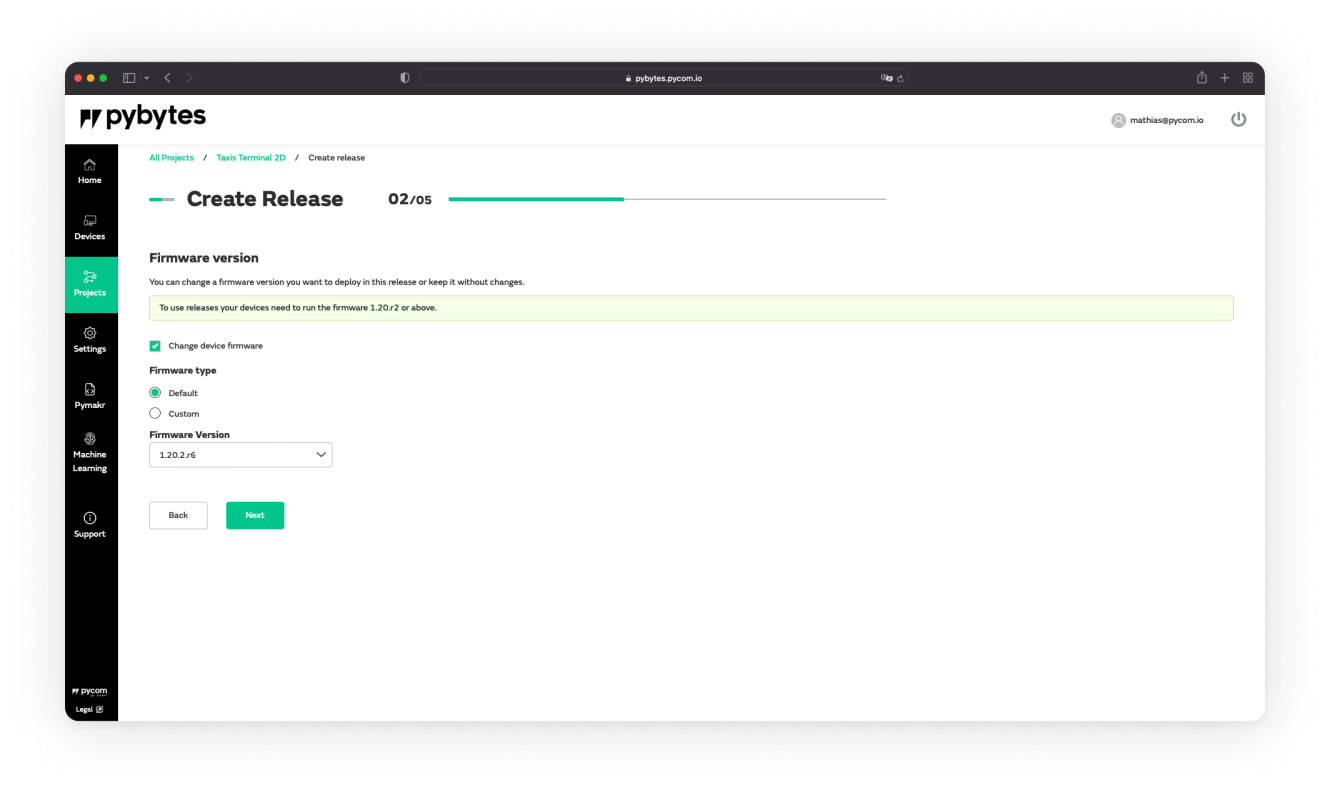 pybytes.pycom.io
pybytes
mathias@pycom.io
All Projects / Taxis Terminal 2D / Create release
Home
Devices
Projects
Settings
Pymakr
Machine
Learning
Support
pycom
Legal
Create Release 02/05
Firmware version
You can change a firmware version you want to deploy in this release or keep it without changes.
To use releases your devices need to run the firmware 1.20.r2 or above.
Change device firmware
Firmware type
Default
Custom
Firmware Version
1.20.2.r6
Back Next